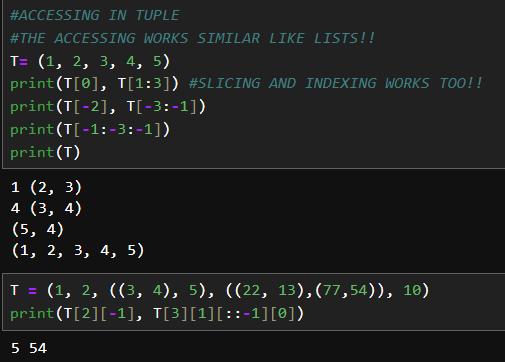 #ACCESSING IN TUPLE
#THE ACCESSING WORKS SIMILAR LIKE LISTS!!
T= (1, 2, 3, 4, 5)
print(T[0], T[1:3]) #SLICING AND INDEXING WORKS TOO!!
print(T[-2], T[-3:-1])
print(T[-1:-3:-1])
print(T)
1 (2, 3)
4 (3, 4)
(5, 4)
(1, 2, 3, 4, 5)
T = (1, 2, ((3, 4), 5), ((22, 13),(77,54)), 10)
print(T[2][-1], T[3][1][::-1][0])
5 54